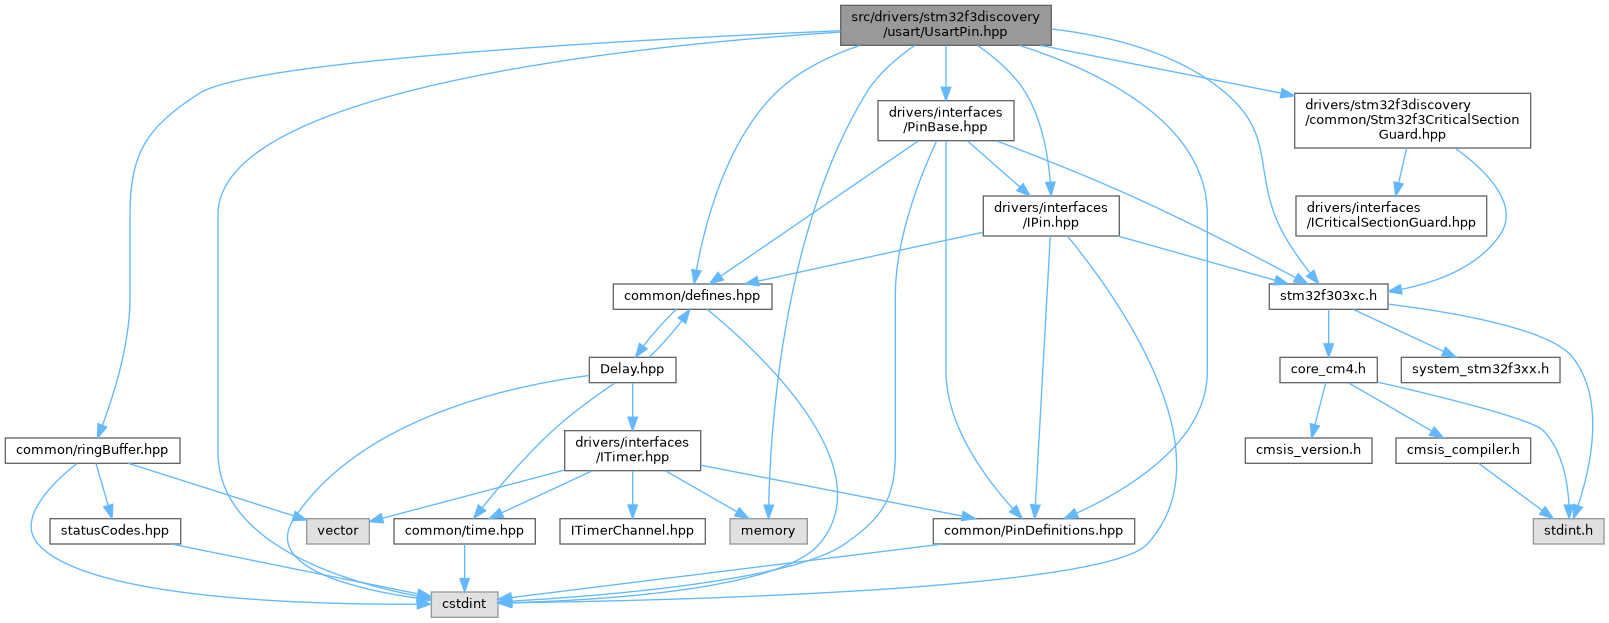 src/drivers/stm32f3discovery
/usart/UsartPin.hpp
drivers/interfaces
/PinBase.hpp
drivers/stm32f3discovery
/common/Stm32f3CriticalSection
Guard.hpp
drivers/interfaces
/IPin.hpp
drivers/interfaces
/ICriticalSectionGuard.hpp
common/defines.hpp
stm32f303xc.h
Delay.hpp
core_cm4.h
system_stm32f3xx.h
common/ringBuffer.hpp
drivers/interfaces
/ITimer.hpp
cmsis_version.h
cmsis_compiler.h
statusCodes.hpp
vector
common/time.hpp
ITimerChannel.hpp
memory
common/PinDefinitions.hpp
stdint.h
cstdint